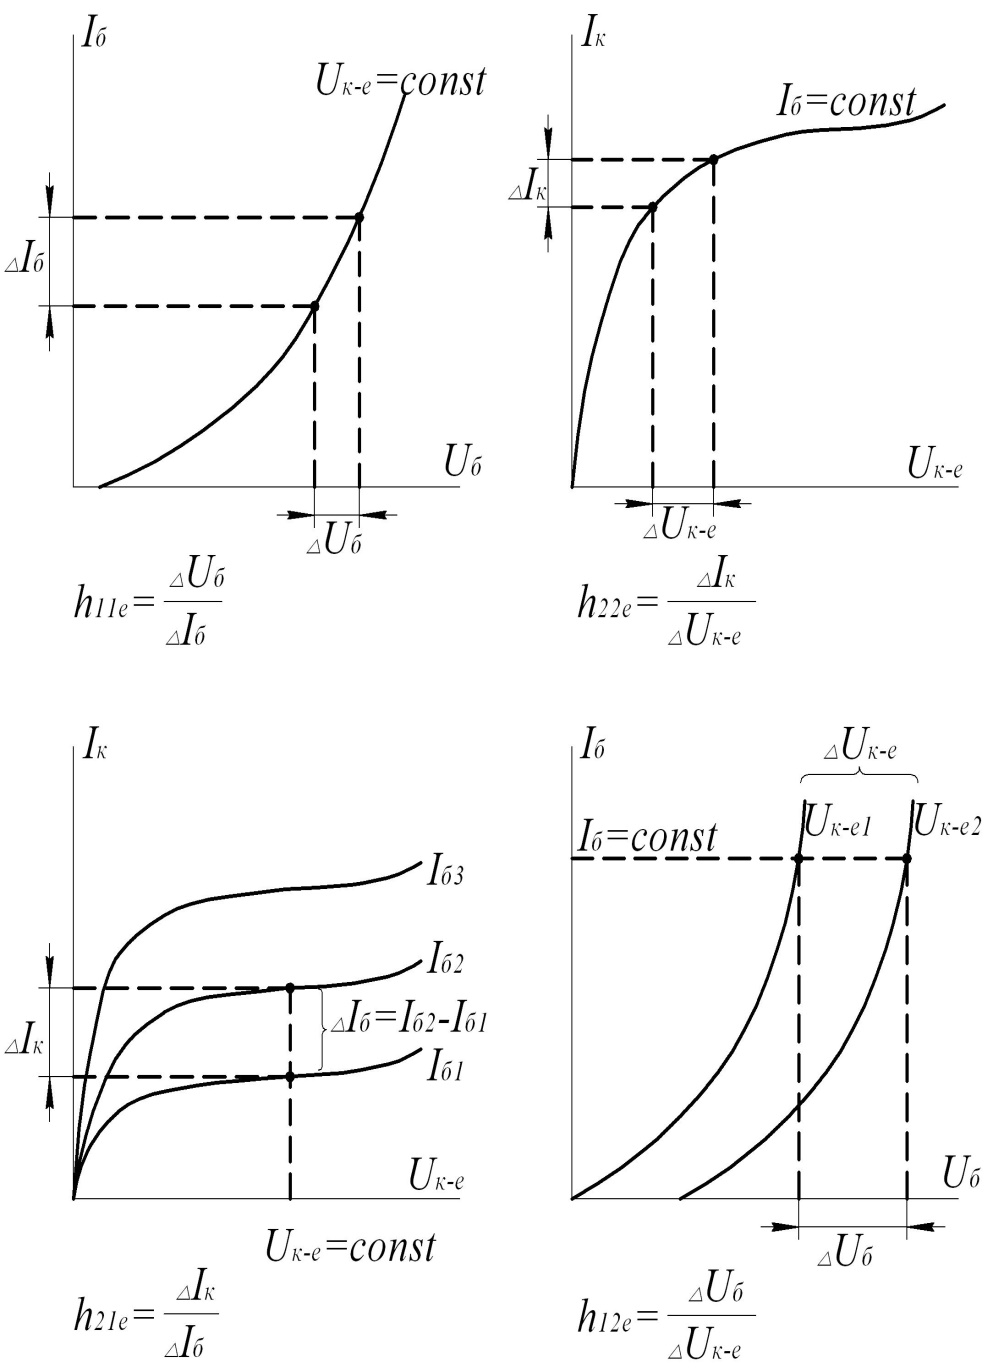 Iб
Uк-е=const
ΔIб
Uб
ΔUб
h11е= ΔUб / ΔIб
Iк
Iб=const
ΔIк
Uк-е
ΔUк-е
h22е= ΔIк / ΔUк-е
Iк
Iб3
Iб2
ΔIб=Iб2-Iб1
ΔIк
Iб1
Uк-е
Uк-е=const
h21е= ΔIк / ΔIб
Iб
ΔUк-е
Uк-е1
Uк-е2
Iб=const
Uб
ΔUб
h12е= ΔUб / ΔUк-е